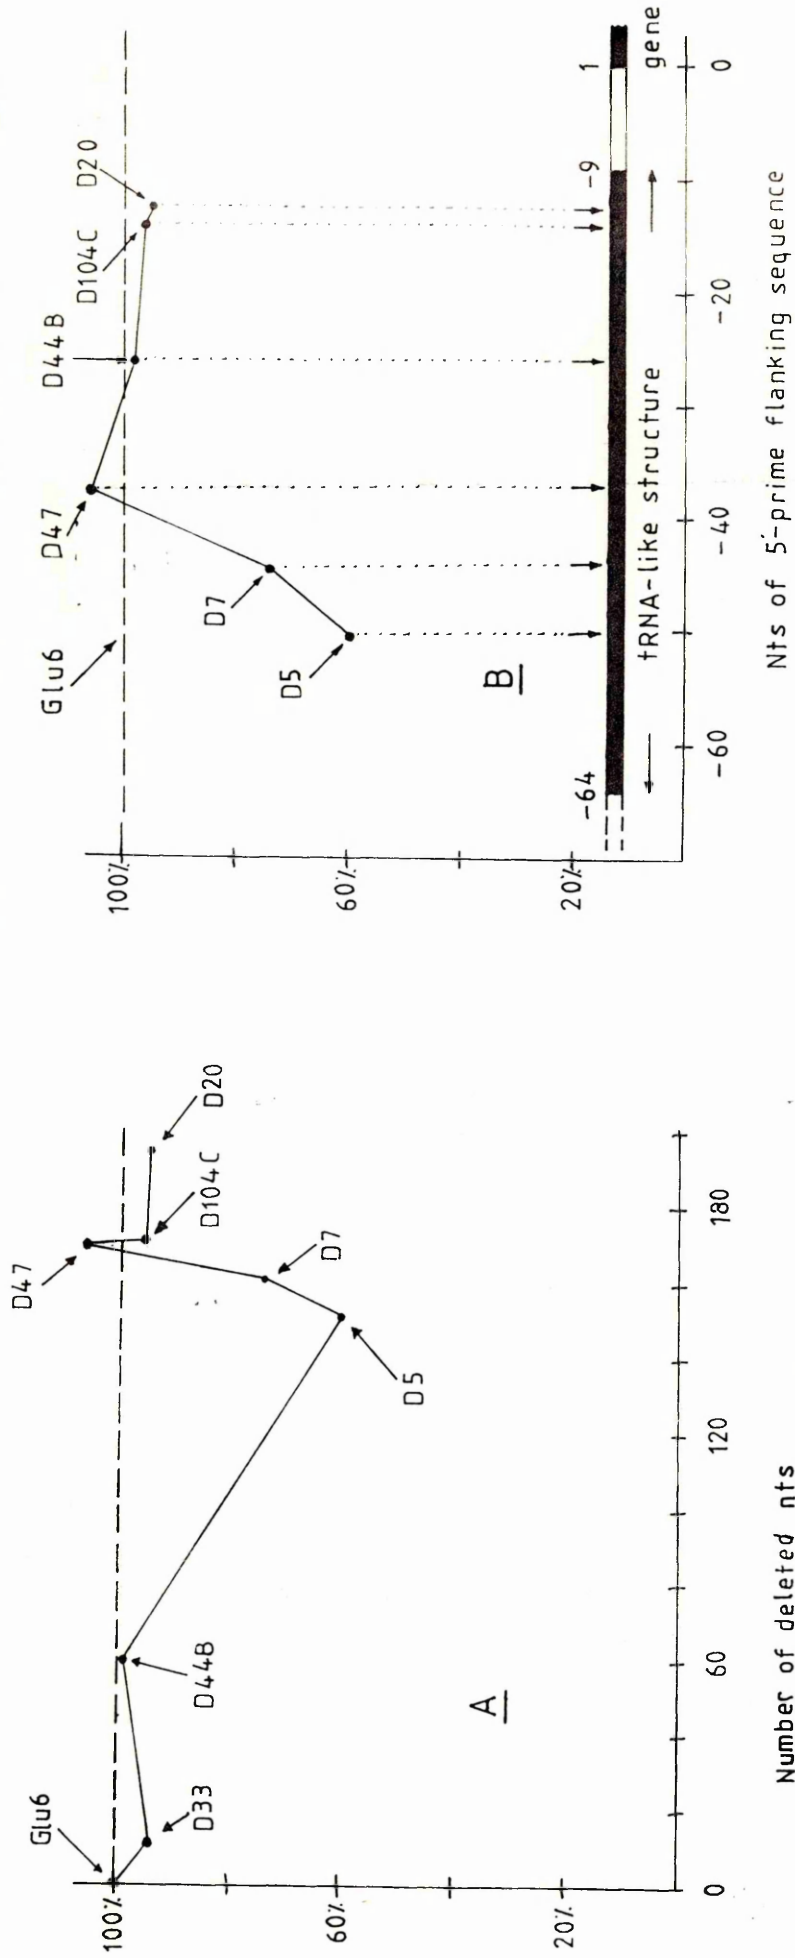 100%
60%
20%
Glu6
D33
D44B
D47
D5
D7
D104C
D20
A
0
60
120
180
Number of deleted nts
100%
60%
20%
Glu6
D47
D44B
D104C
D20
D7
D5
B
-64
-9
1
tRNA-like structure
gene
-60
-40
-20
0
Nts of 5'-prime flanking sequence